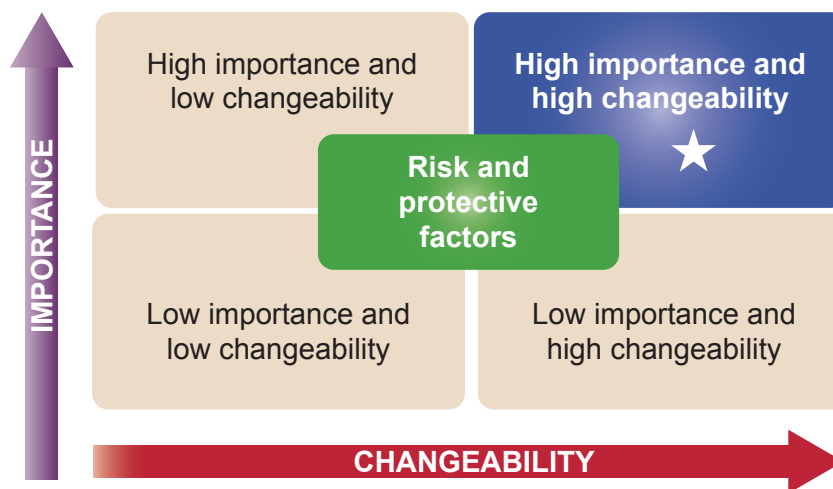 High importance and
low changeability
High importance and
high changeability
Risk and
protective
factors
IMPORTANCE
Low importance and
low changeability
Low importance and
high changeability
CHANGEABILITY